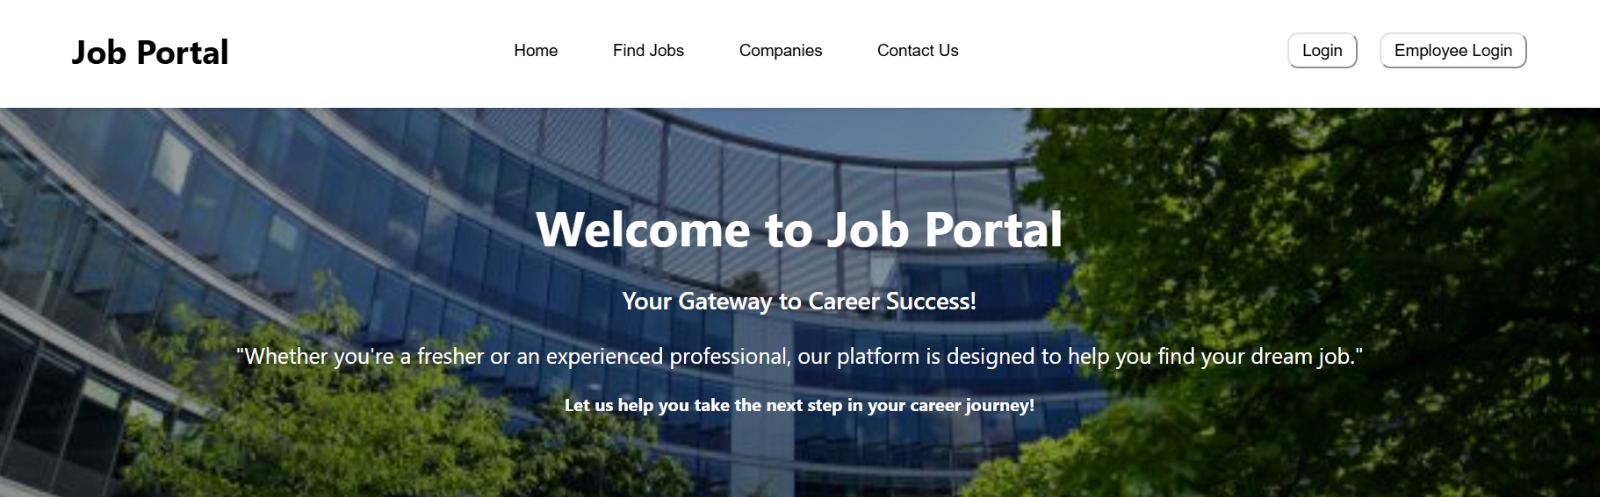 Job Portal
Home
Find Jobs
Companies
Contact Us
Login
Employee Login
Welcome to Job Portal
Your Gateway to Career Success!
"Whether you're a fresher or an experienced professional, our platform is designed to help you find your dream job."
Let us help you take the next step in your career journey!